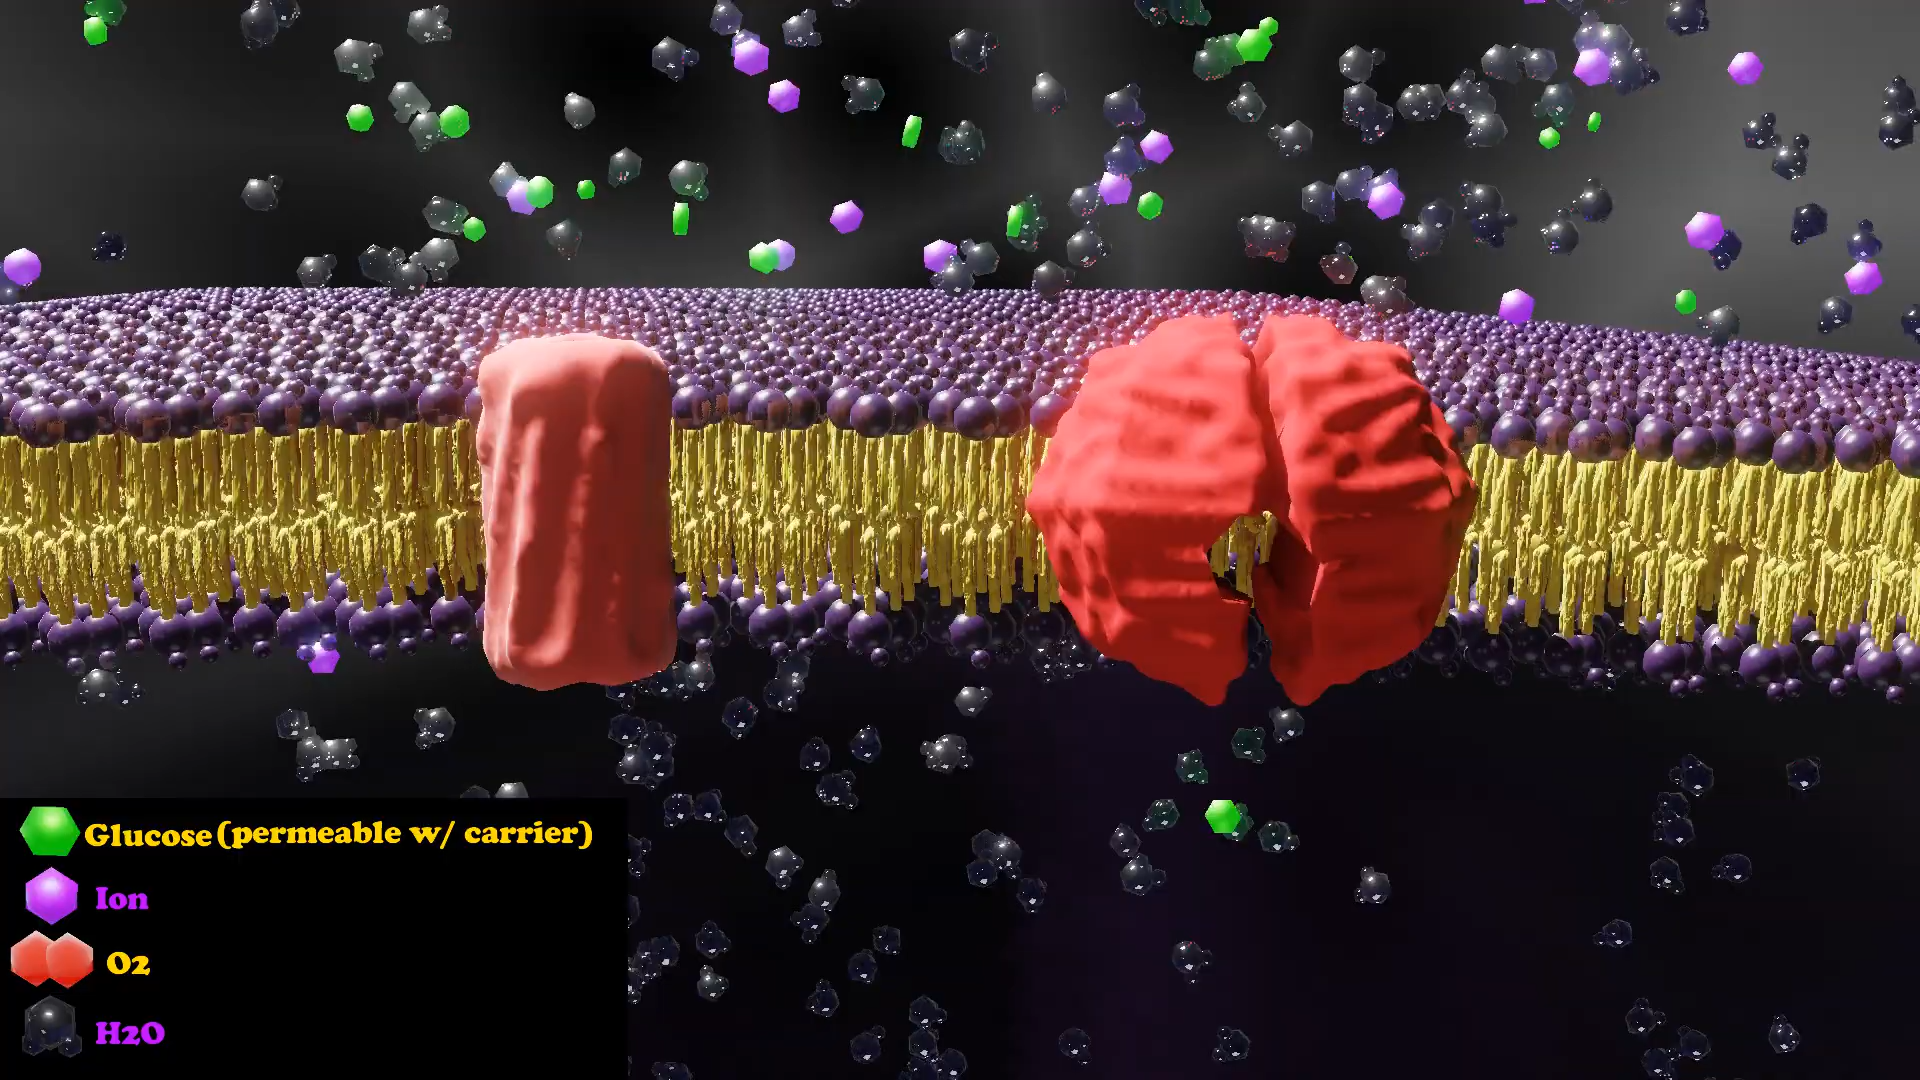 Glucose (permeable w/ carrier)
Ion
O2
H2O